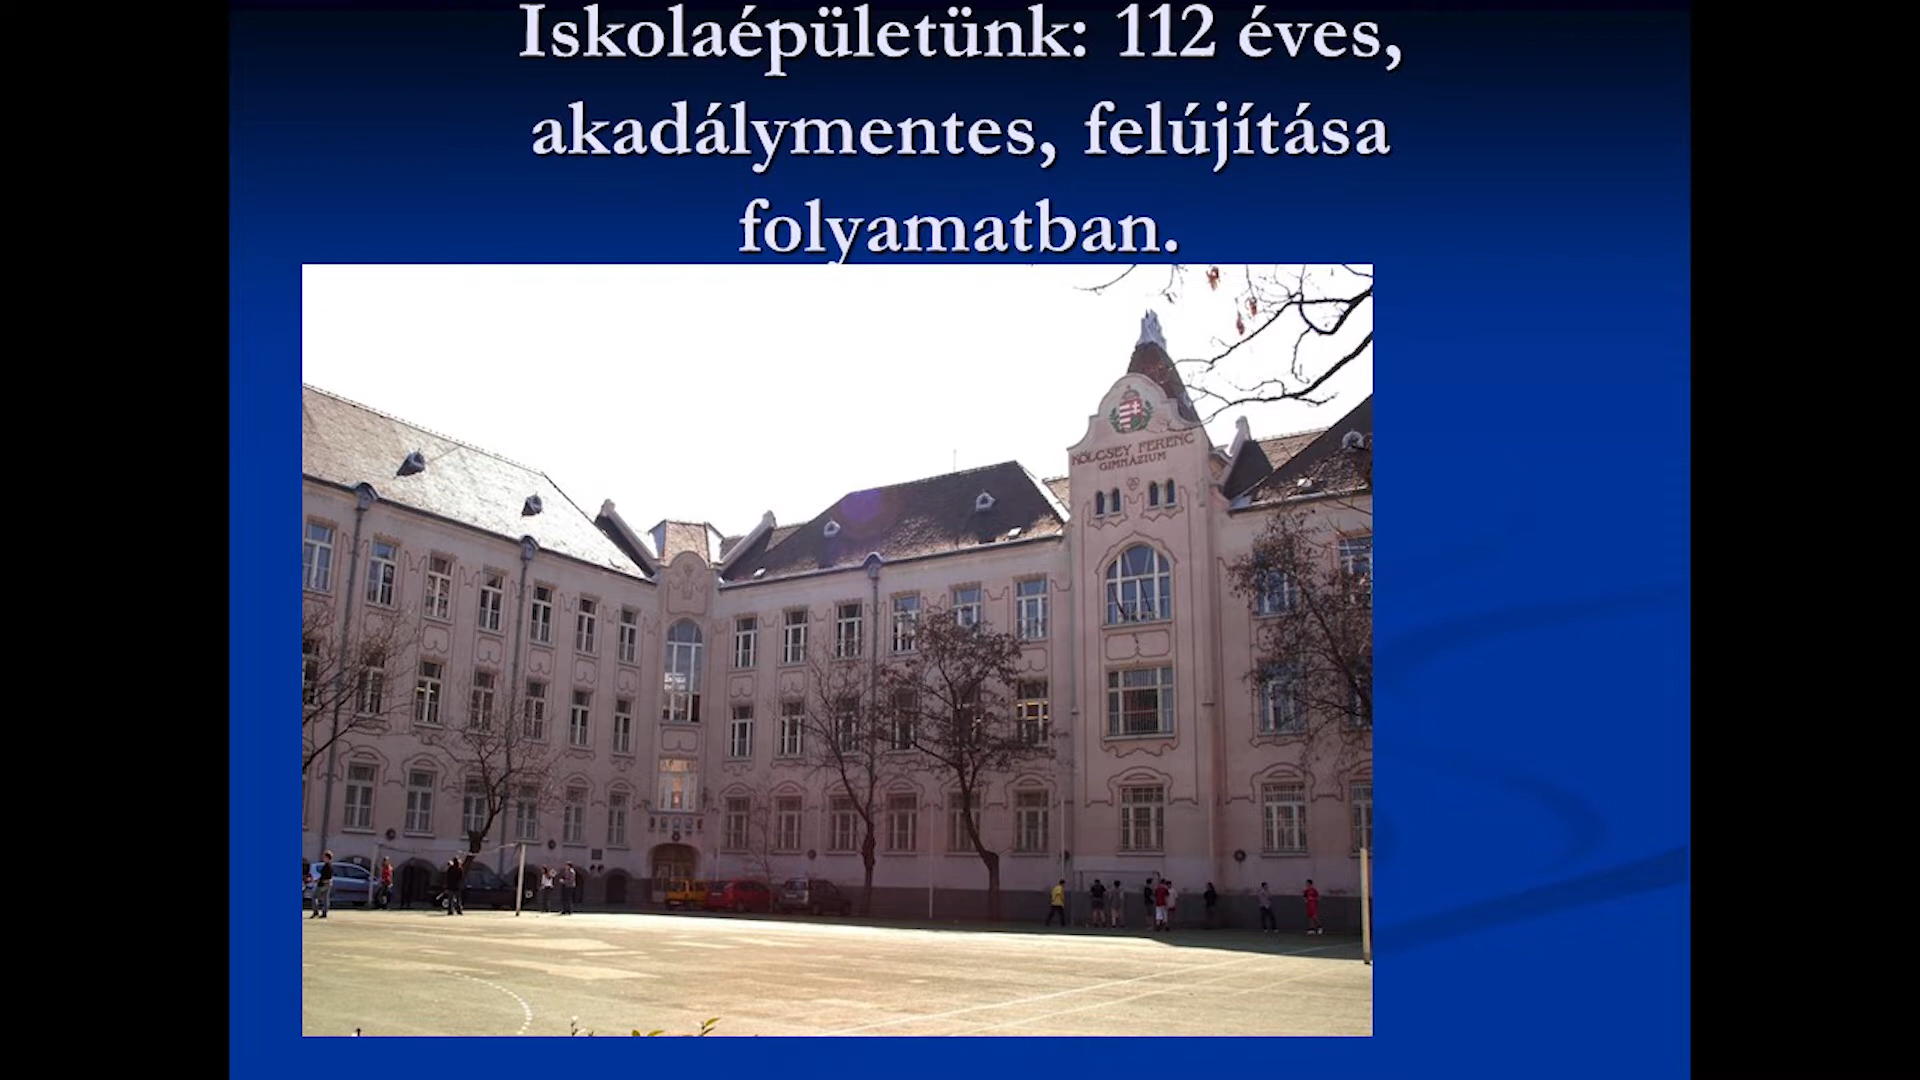 Iskolaépületünk: 112 éves,
akadálymentes, felújítása
folyamatban.
KÖLCSEY FERENC
GIMNÁZIUM